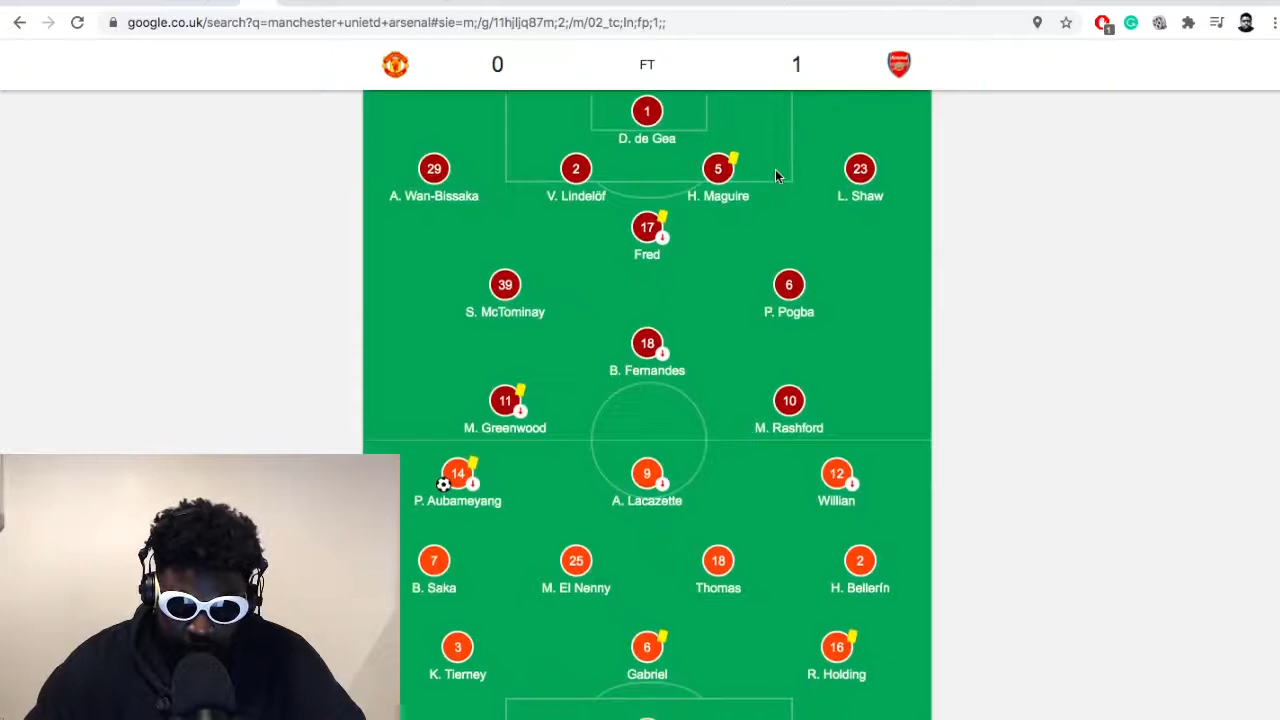 google.co.uk/search?q=manchester+unietd+arsenal#sie=m;/g/11hjljq87m;2;/m/02_tc;ln;fp;1;;
1
0 FT 1
Arsenal
1
D. de Gea
29 2 5 23
A. Wan-Bissaka V. Lindelöf H. Maguire L. Shaw
17
Fred
39 6
S. McTominay P. Pogba
18
B. Fernandes
11 10
M. Greenwood M. Rashford
14 9 12
P. Aubameyang A. Lacazette Willian
7 25 18 2
B. Saka M. El Nenny Thomas H. Bellerín
3 6 16
K. Tierney Gabriel R. Holding